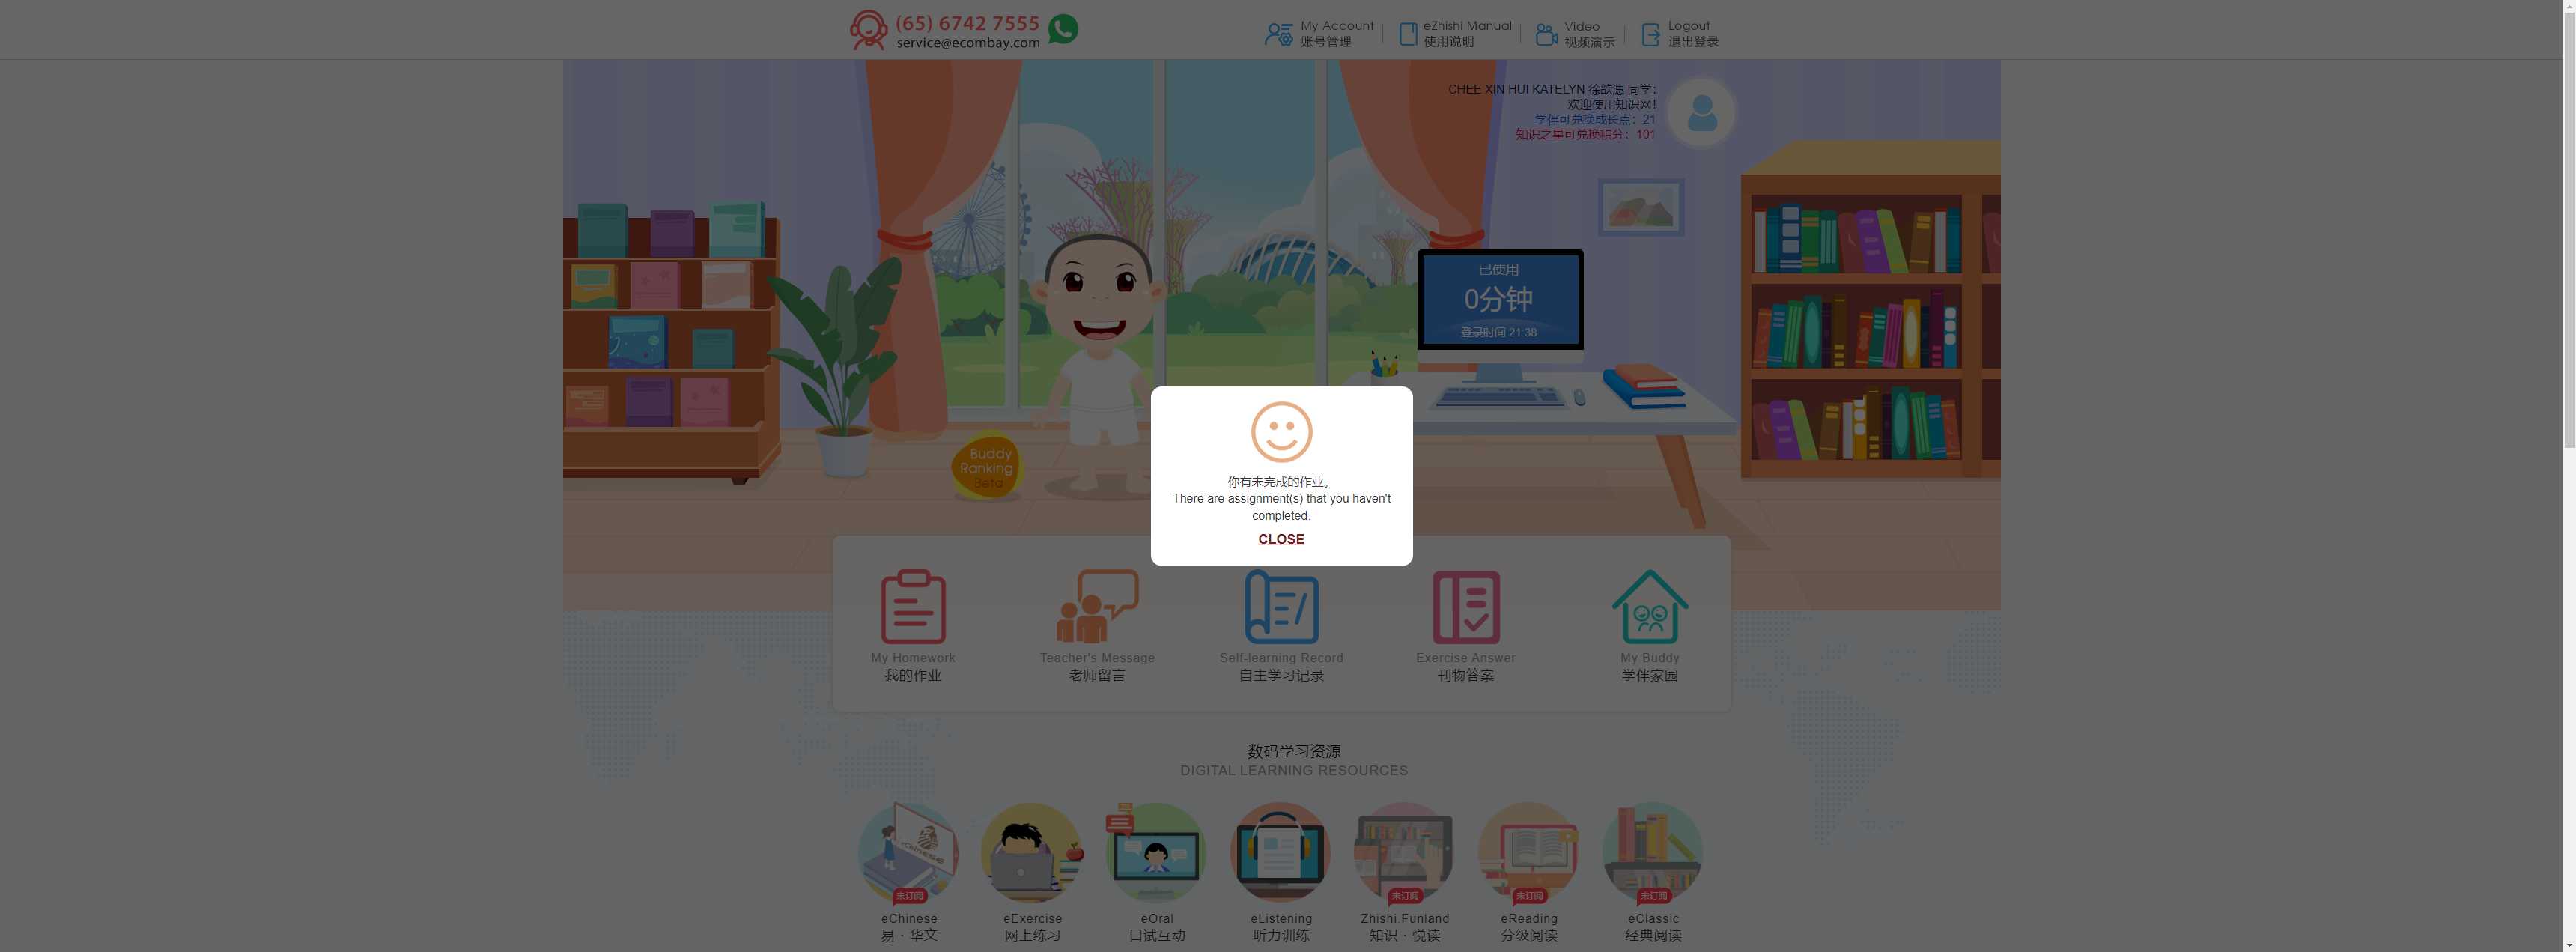 (65) 6742 7555
service@ecombay.com
My Account
账号管理
eZhishi Manual
使用说明
Video
视频演示
Logout
退出登录
CHEE XIN HUI KATELYN 徐歆漶 同学：
欢迎使用知识网！
学伴可兑换成长点：21
知识之星可兑换积分：101
已使用
0分钟
登录时间 21:38
Buddy
Ranking
Beta
你有未完成的作业。
There are assignment(s) that you haven't
completed.
CLOSE
My Homework
我的作业
Teacher's Message
老师留言
Self-learning Record
自主学习记录
Exercise Answer
刊物答案
My Buddy
学伴家园
数码学习资源
DIGITAL LEARNING RESOURCES
eCHINESE
未订阅
未订阅
未订阅
未订阅
eChinese
易 · 华文
eExercise
网上练习
eOral
口试互动
eListening
听力训练
Zhishi.Funland
知识 · 悦读
eReading
分级阅读
eClassic
经典阅读